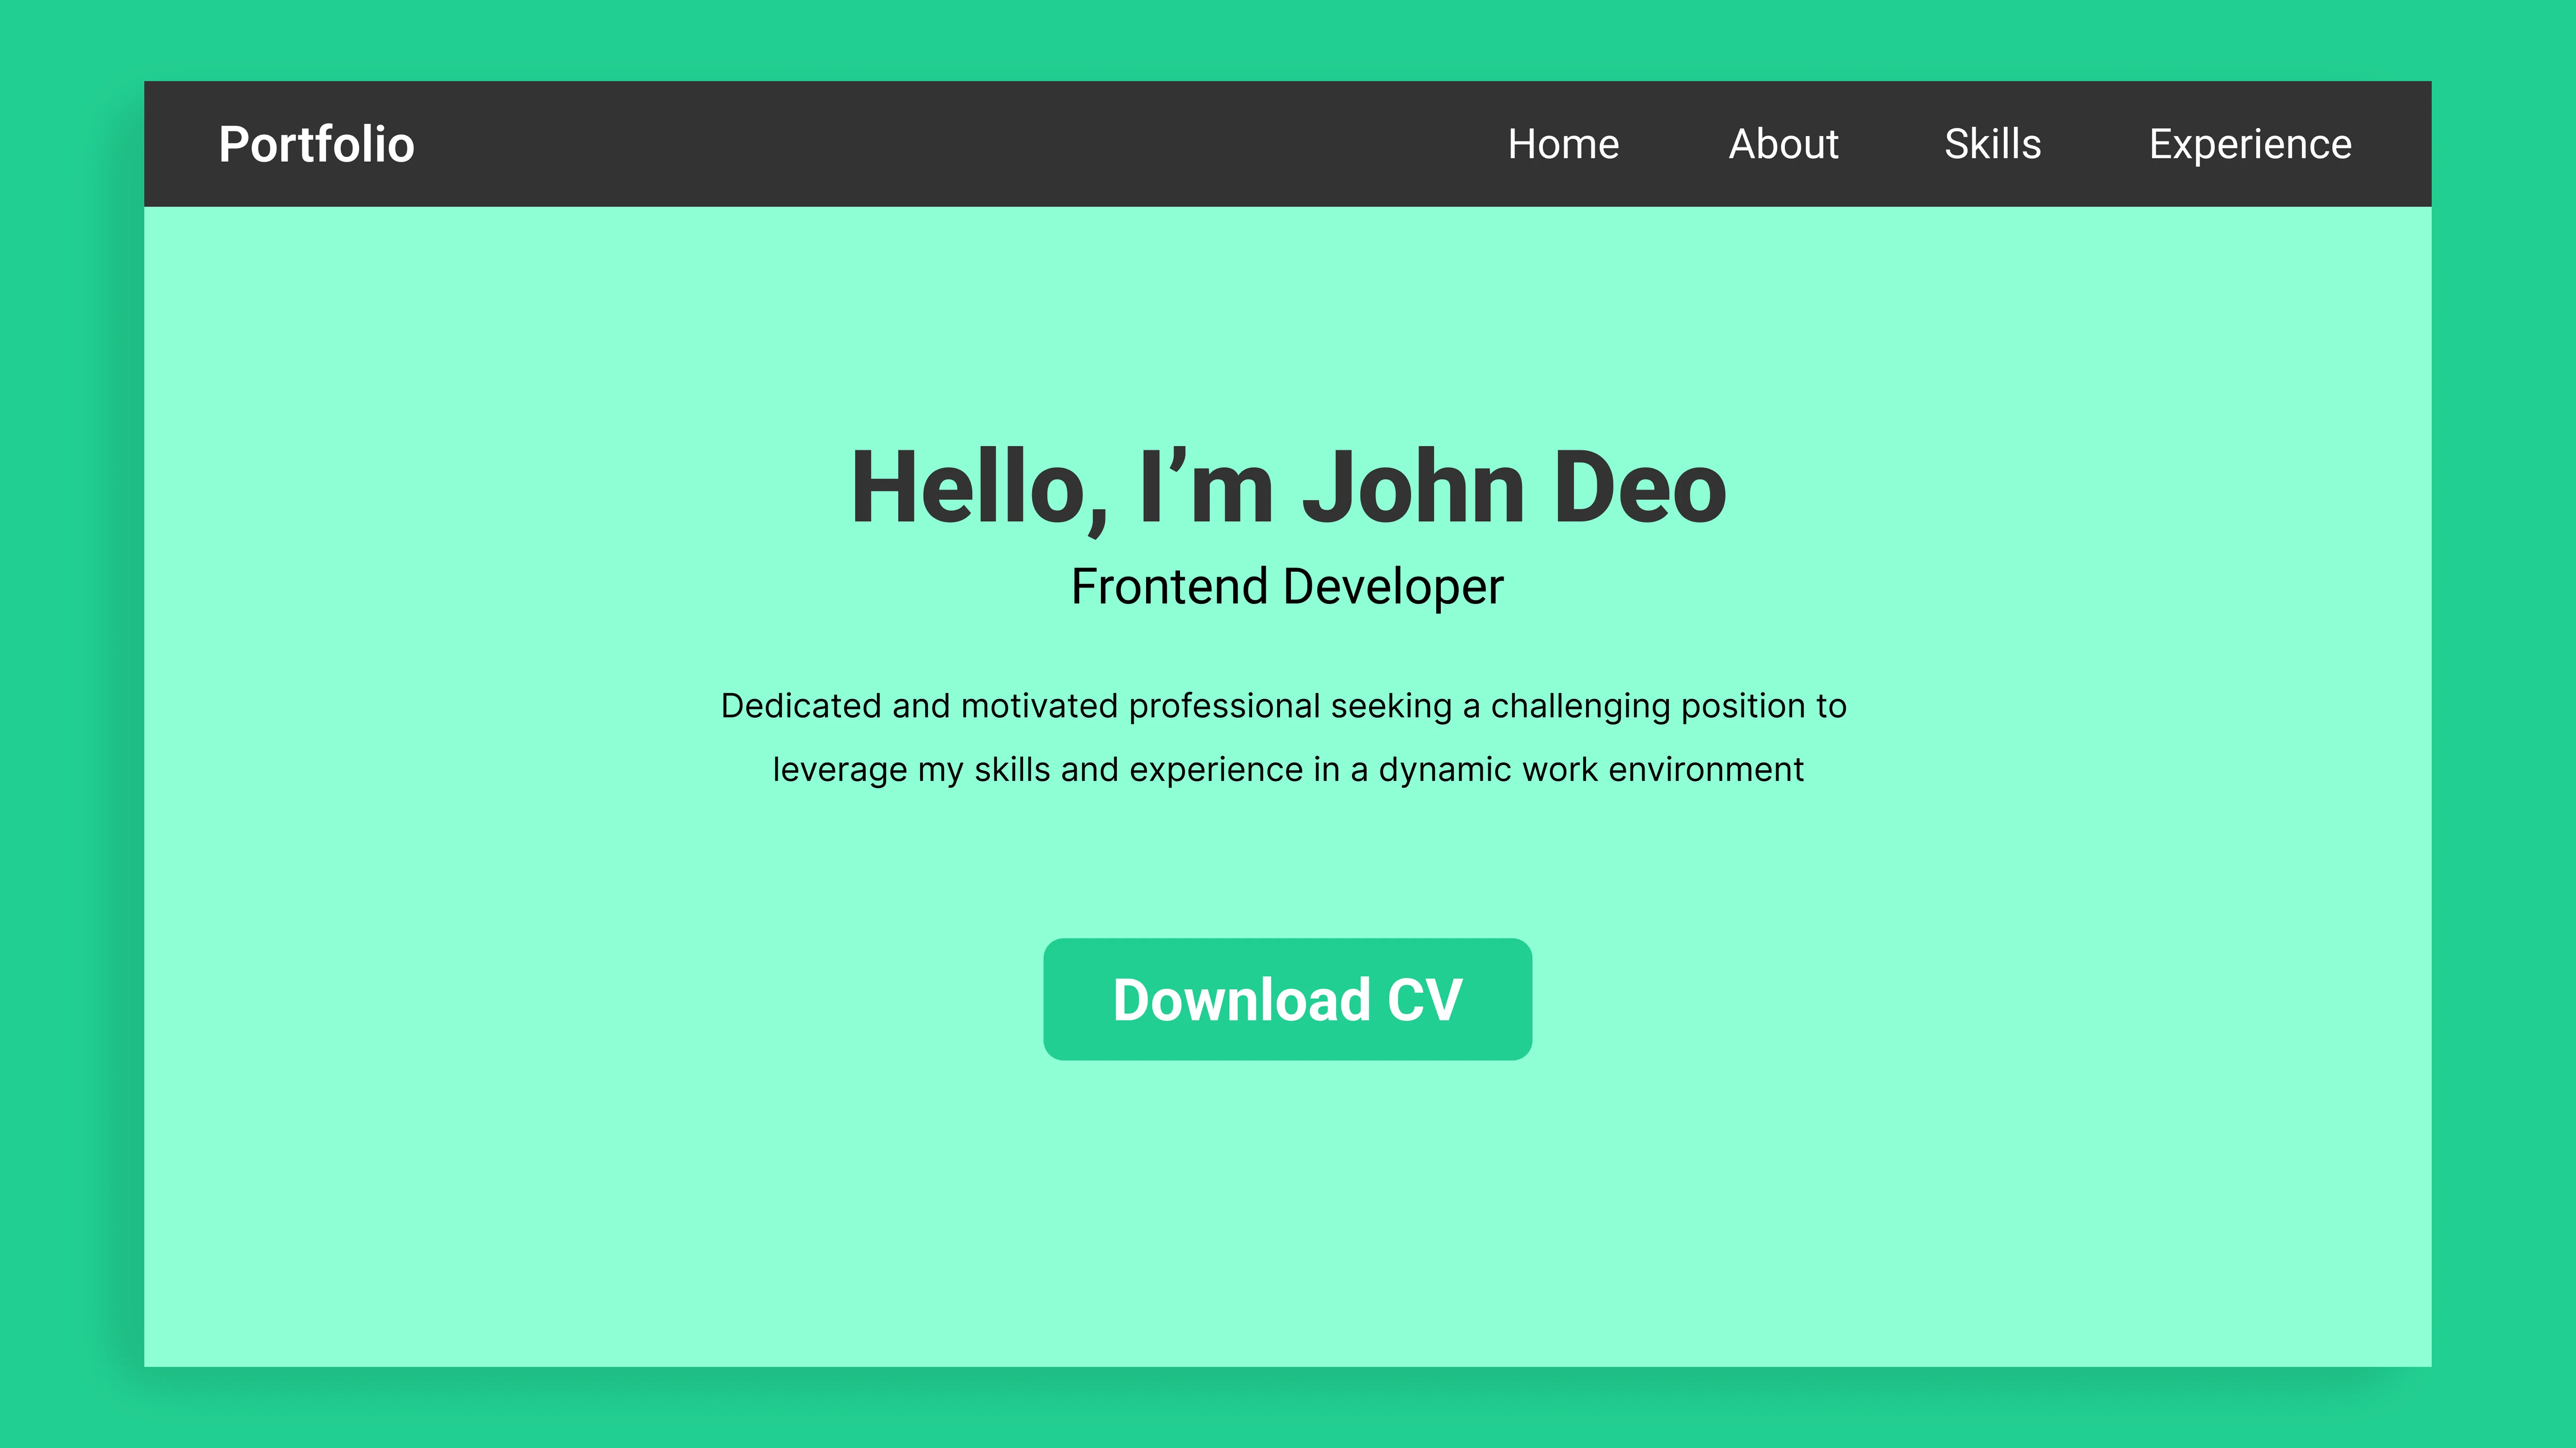 Portfolio Home About Skills Experience
Hello, I’m John Deo
Frontend Developer
Dedicated and motivated professional seeking a challenging position to
leverage my skills and experience in a dynamic work environment
Download CV